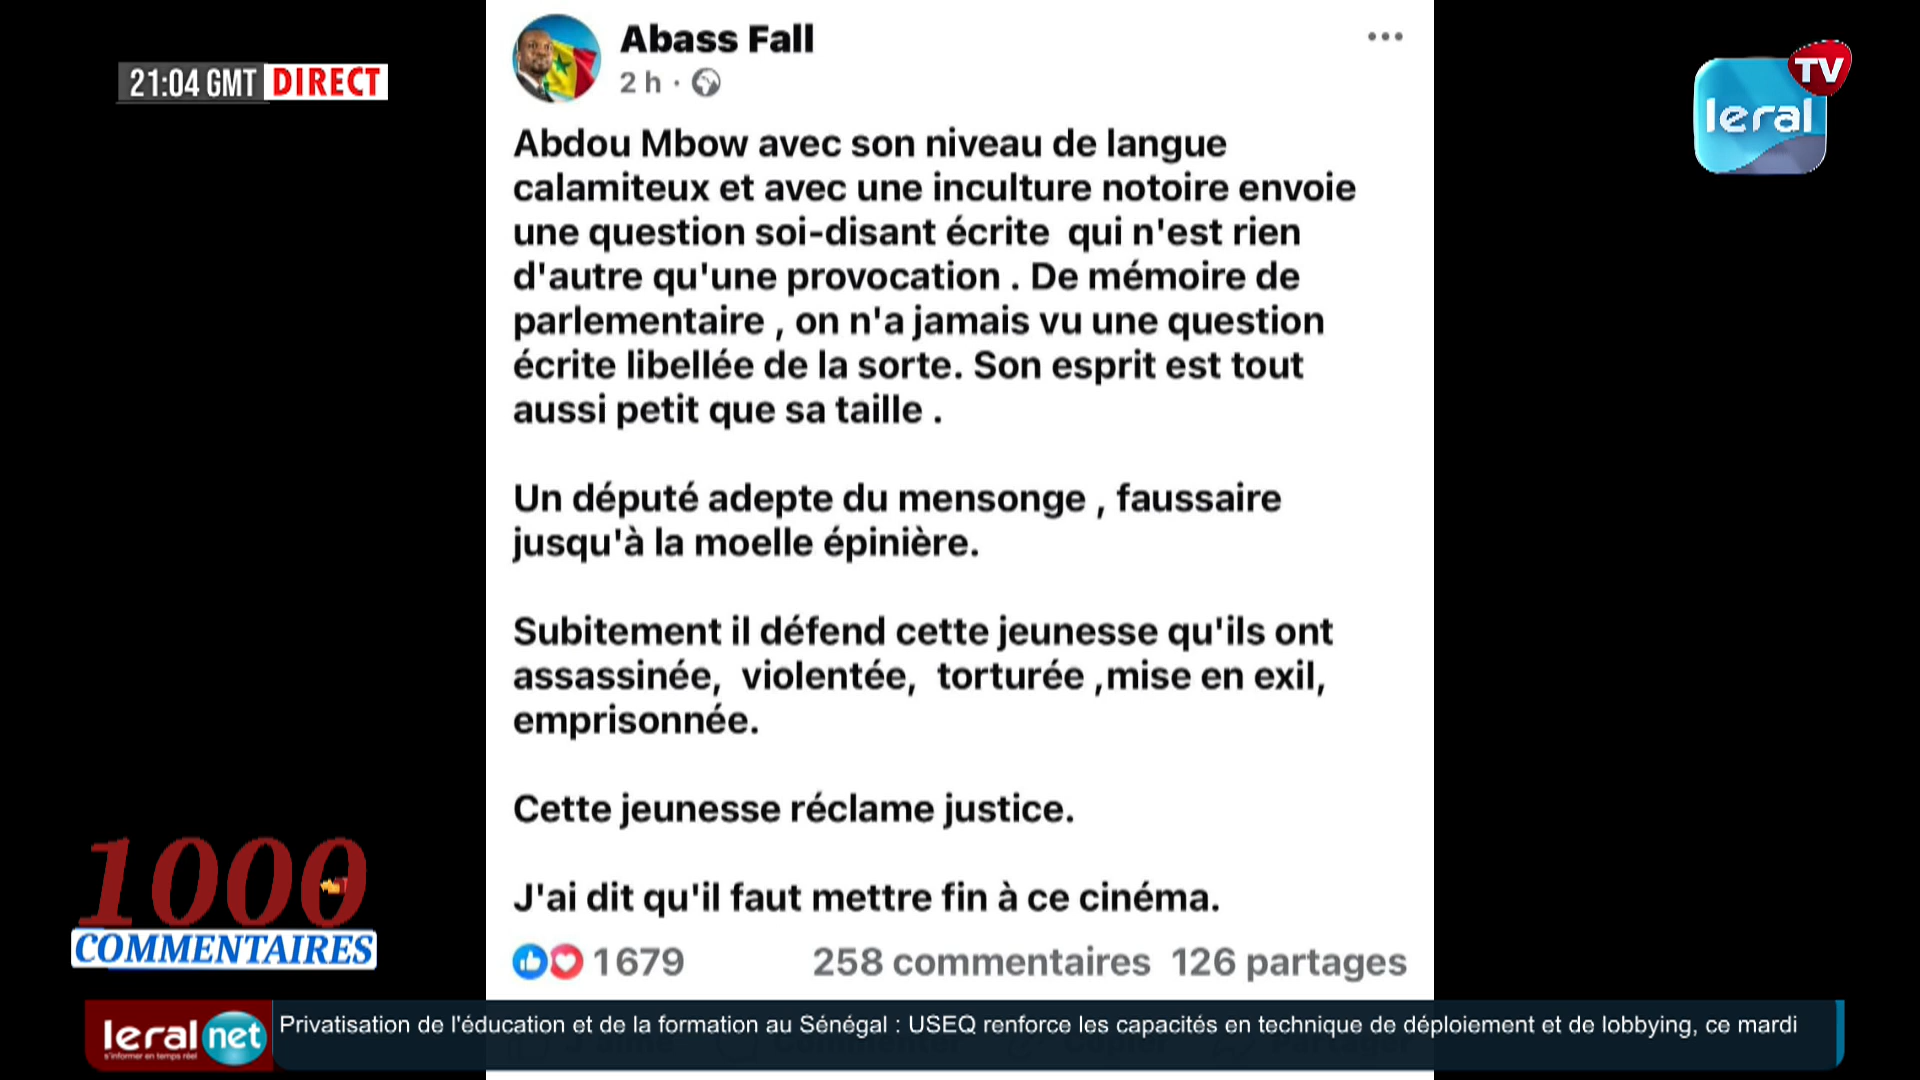 21:04 GMT DIRECT
Abass Fall
2 h ·
leral TV
Abdou Mbow avec son niveau de langue
calamiteux et avec une inculture notoire envoie
une question soi-disant écrite qui n'est rien
d'autre qu'une provocation . De mémoire de
parlementaire , on n'a jamais vu une question
écrite libellée de la sorte. Son esprit est tout
aussi petit que sa taille .
Un député adepte du mensonge , faussaire
jusqu'à la moelle épinière.
Subitement il défend cette jeunesse qu'ils ont
assassinée, violentée, torturée ,mise en exil,
emprisonnée.
Cette jeunesse réclame justice.
J'ai dit qu'il faut mettre fin à ce cinéma.
1679 258 commentaires 126 partages
1000
COMMENTAIRES
leral net
s'informer en temps réel
Privatisation de l'éducation et de la formation au Sénégal : USEQ renforce les capacités en technique de déploiement et de lobbying, ce mardi